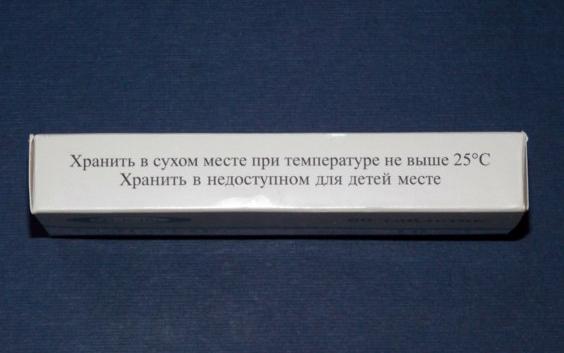 Хранить в сухом месте при температуре не выше 25°С
Хранить в недоступном для детей месте